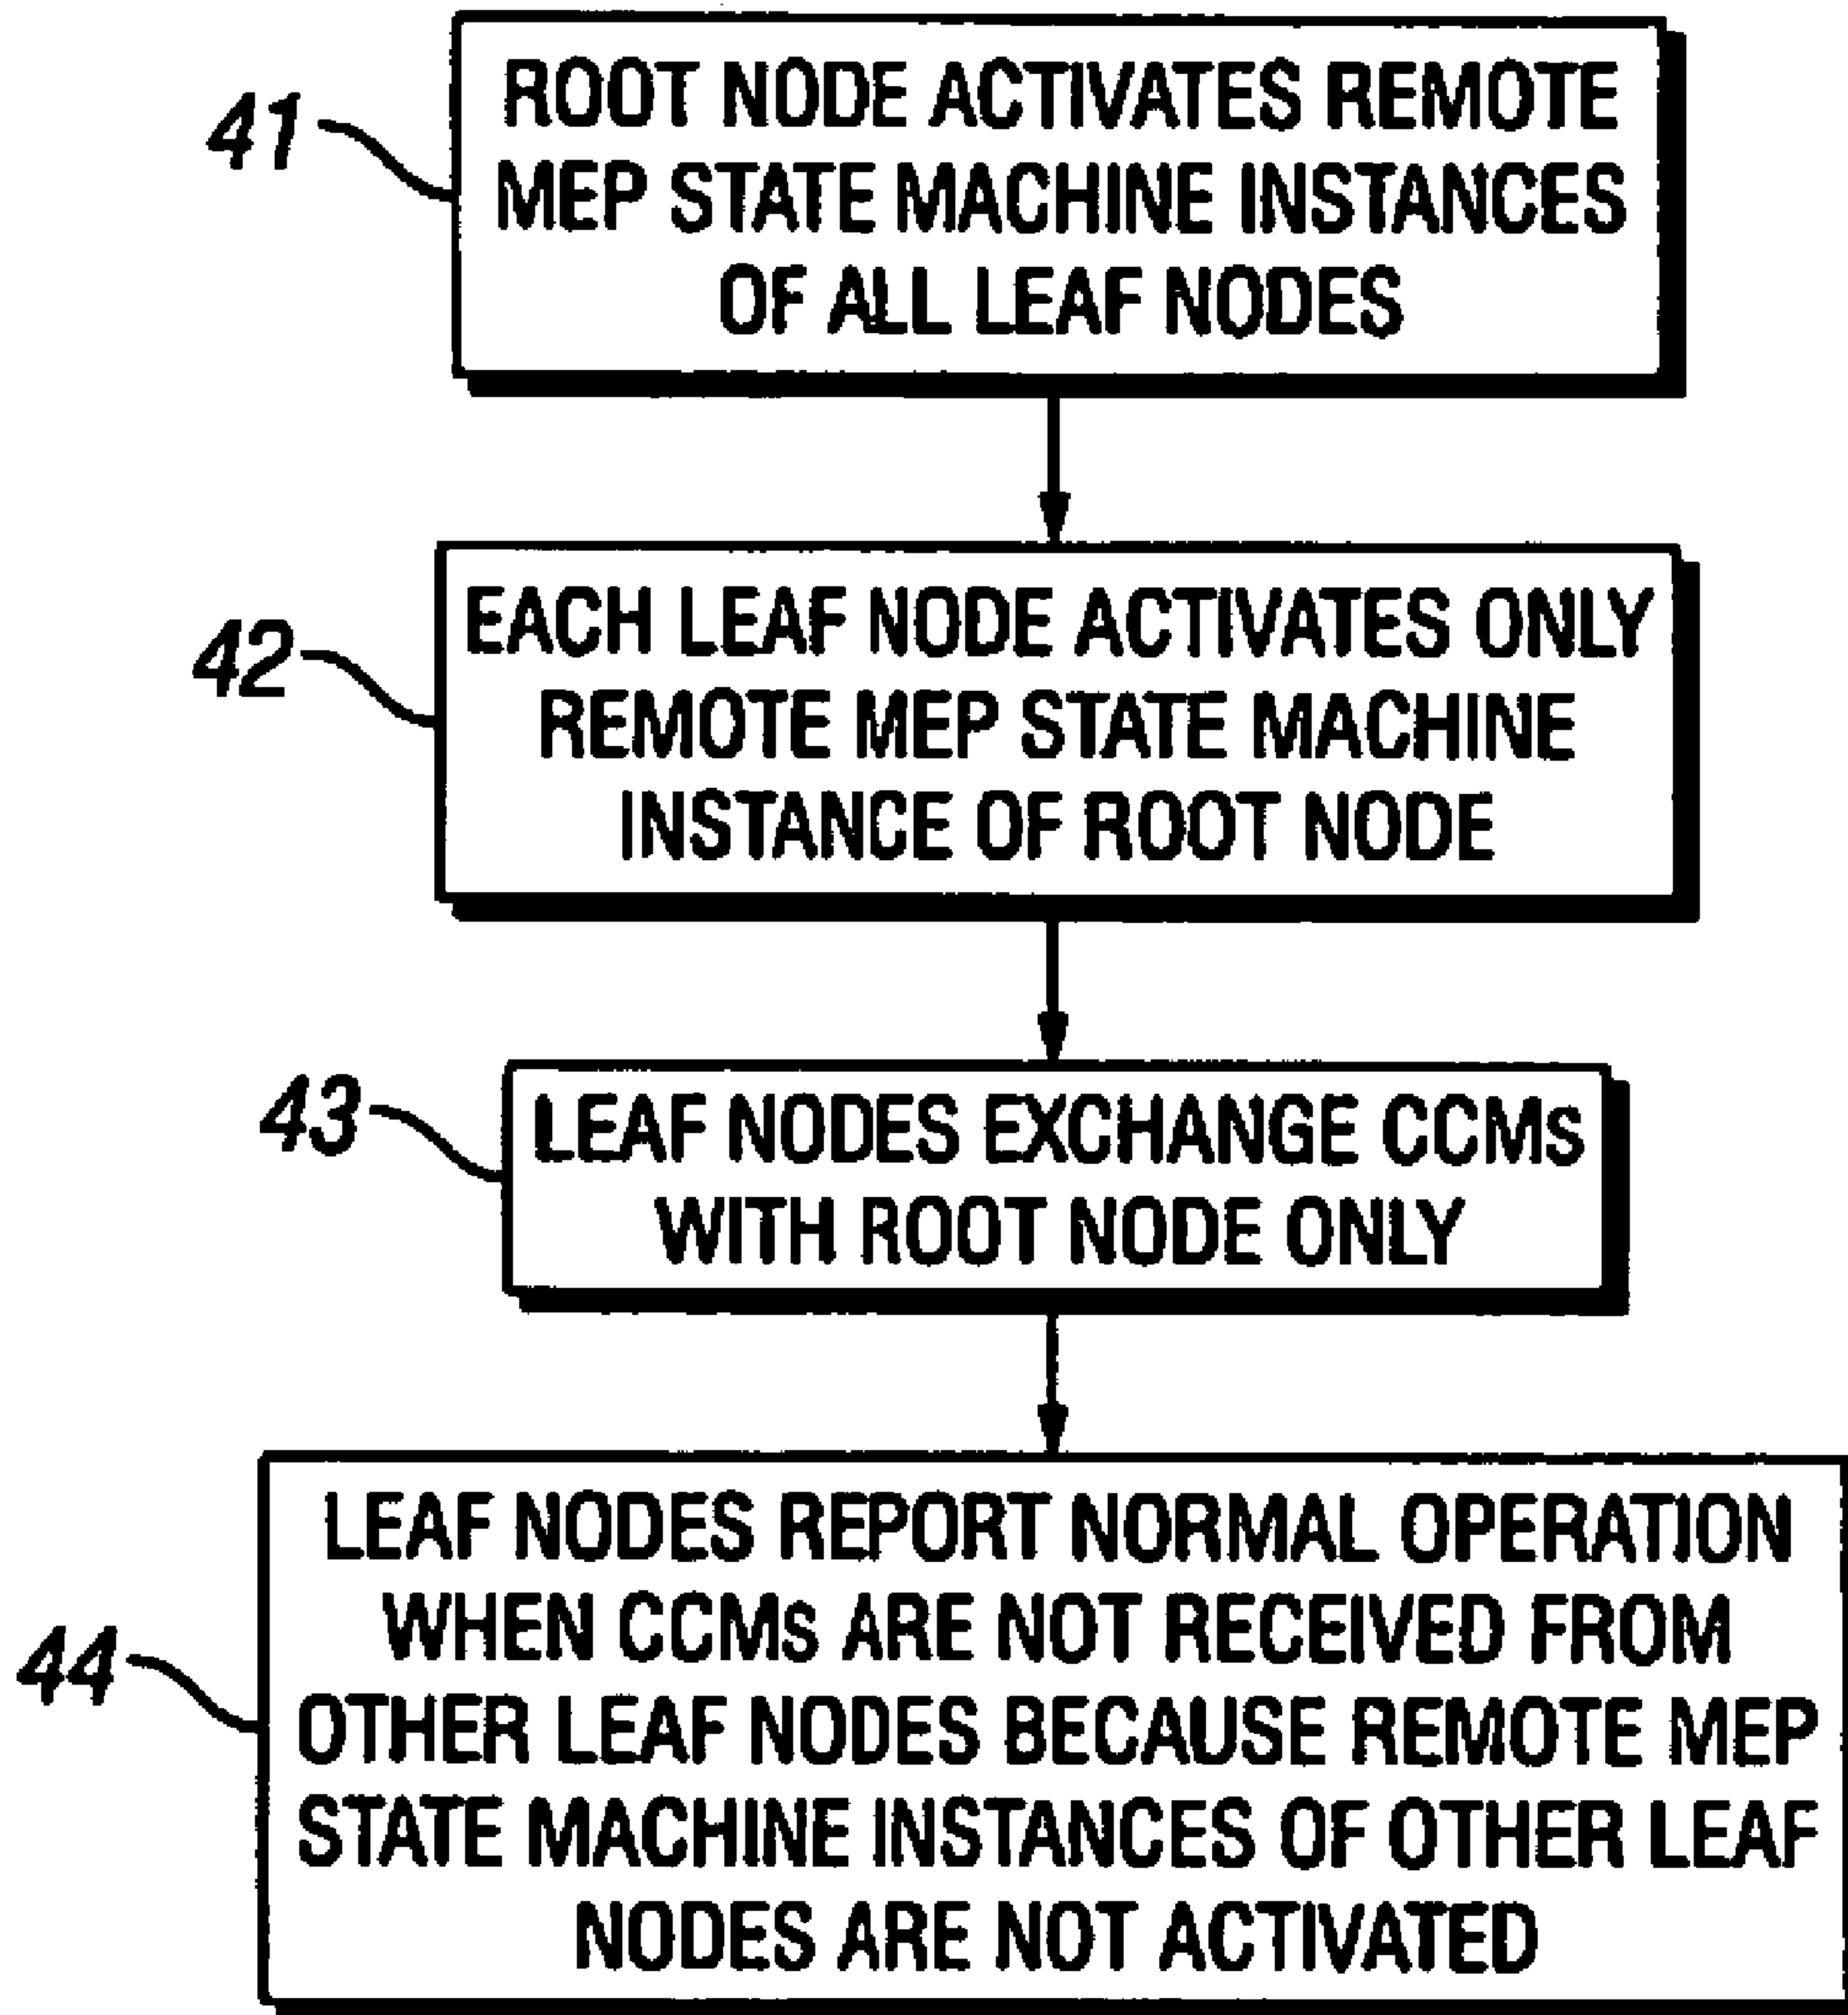 41
ROOT NODE ACTIVATES REMOTE
MEP STATE MACHINE INSTANCES
OF ALL LEAF NODES
42
EACH LEAF NODE ACTIVATES ONLY
REMOTE MEP STATE MACHINE
INSTANCE OF ROOT NODE
43
LEAF NODES EXCHANGE CCMs
WITH ROOT NODE ONLY
44
LEAF NODES REPORT NORMAL OPERATION
WHEN CCMs ARE NOT RECEIVED FROM
OTHER LEAF NODES BECAUSE REMOTE MEP
STATE MACHINE INSTANCES OF OTHER LEAF
NODES ARE NOT ACTIVATED